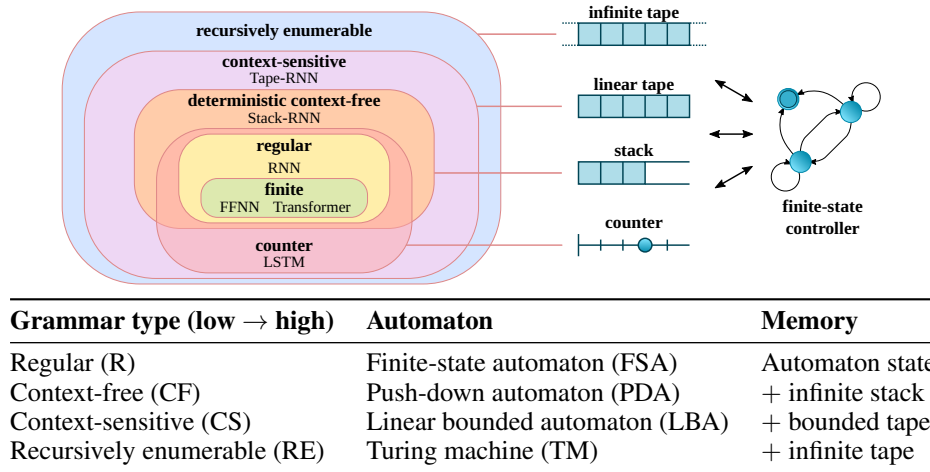 recursively enumerable
context-sensitive
Tape-RNN
deterministic context-free
Stack-RNN
regular
RNN
finite
FFNN Transformer
counter
LSTM
infinite tape
linear tape
stack
counter
finite-state
controller
Grammar type (low → high) Automaton Memory
Regular (R) Finite-state automaton (FSA) Automaton state
Context-free (CF) Push-down automaton (PDA) + infinite stack
Context-sensitive (CS) Linear bounded automaton (LBA) + bounded tape
Recursively enumerable (RE) Turing machine (TM) + infinite tape